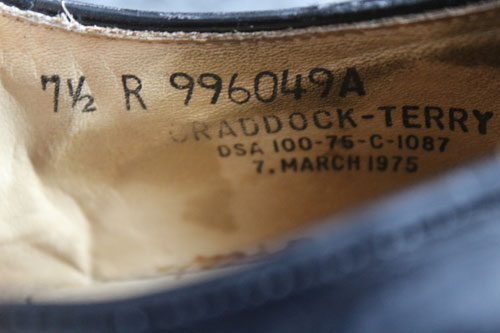 7½ R 996049A
CRADDOCK-TERRY
DSA 100-75-C-1087
7. MARCH 1975